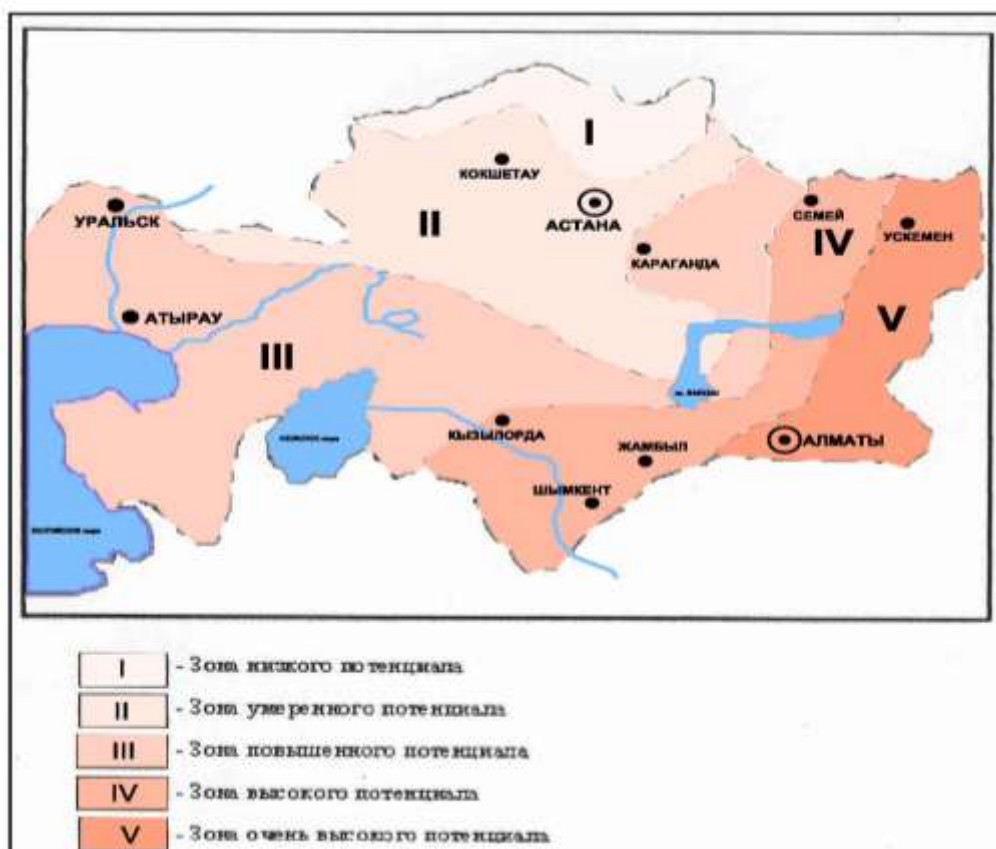 I
КОКШЕТАУ
УРАЛЬСК
АСТАНА
СЕМЕЙ
II
IV
УСКЕМЕН
КАРАГАНДА
АТЫРАУ
V
III
КЫЗЫЛОРДА
АЛМАТЫ
ЖАМБЫЛ
ШЫМКЕНТ
I - Зона низкого потенциала
II - Зона умеренного потенциала
III - Зона повышенного потенциала
IV - Зона высокого потенциала
V - Зона очень высокого потенциала